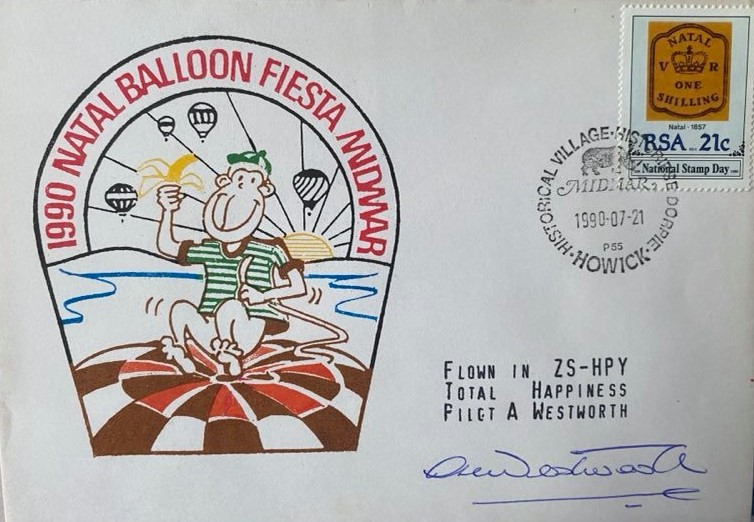 1990 NATAL BALLOON FIESTA MIDMAR
NATAL
V R
ONE
SHILLING
Natal - 1857
RSA 21c
National Stamp Day
HISTORICAL VILLAGE · HISTORIESE DORPIE ·
MIDMAR
1990-07-21
P55
HOWICK
FLOWN IN ZS-HPY
TOTAL HAPPINESS
PILOT A WESTWORTH